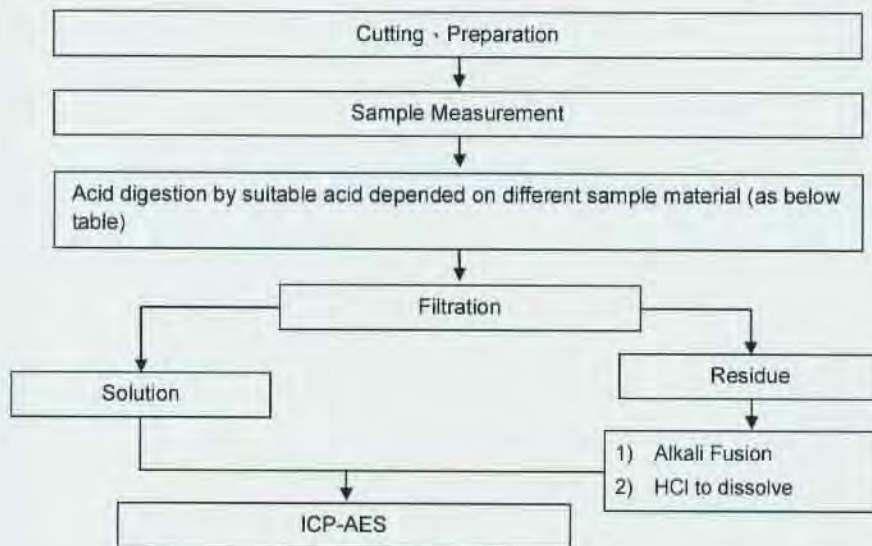 Cutting、Preparation
Sample Measurement
Acid digestion by suitable acid depended on different sample material (as below
table)
Filtration
Solution
Residue
1) Alkali Fusion
2) HCl to dissolve
ICP-AES